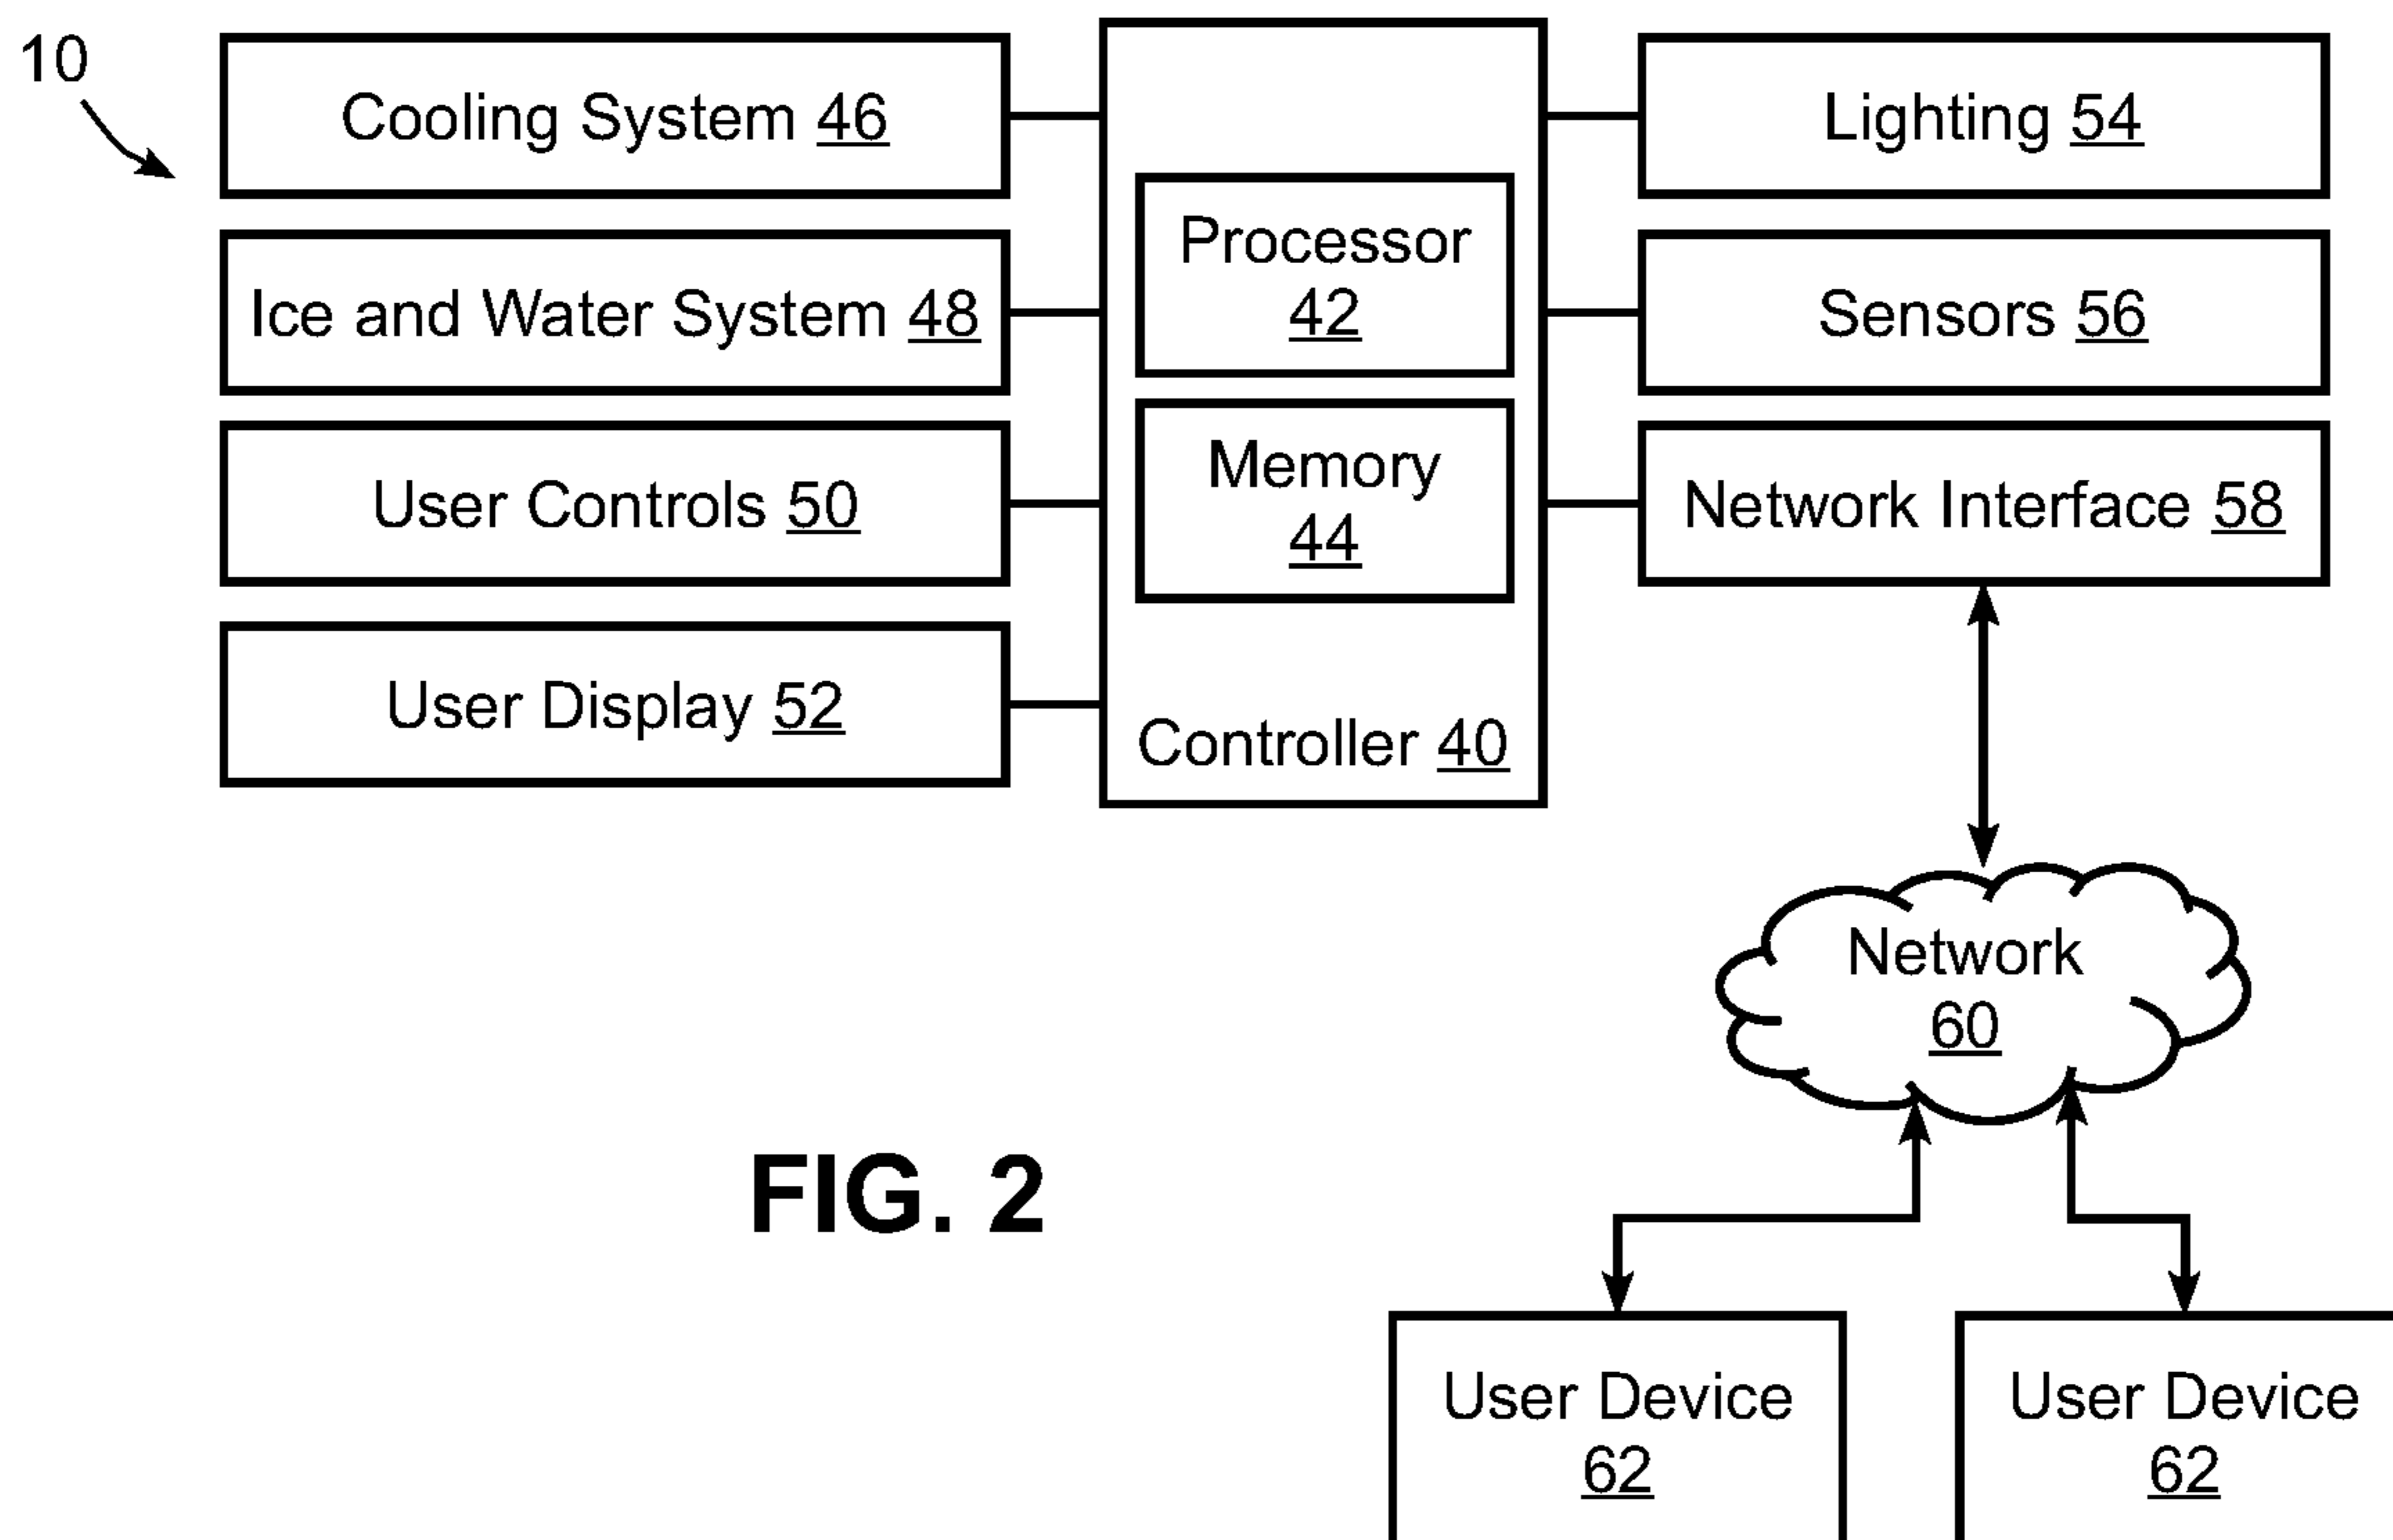 10
Cooling System 46
Ice and Water System 48
User Controls 50
User Display 52
Processor
42
Memory
44
Controller 40
Lighting 54
Sensors 56
Network Interface 58
Network
60
User Device
62
User Device
62
FIG. 2